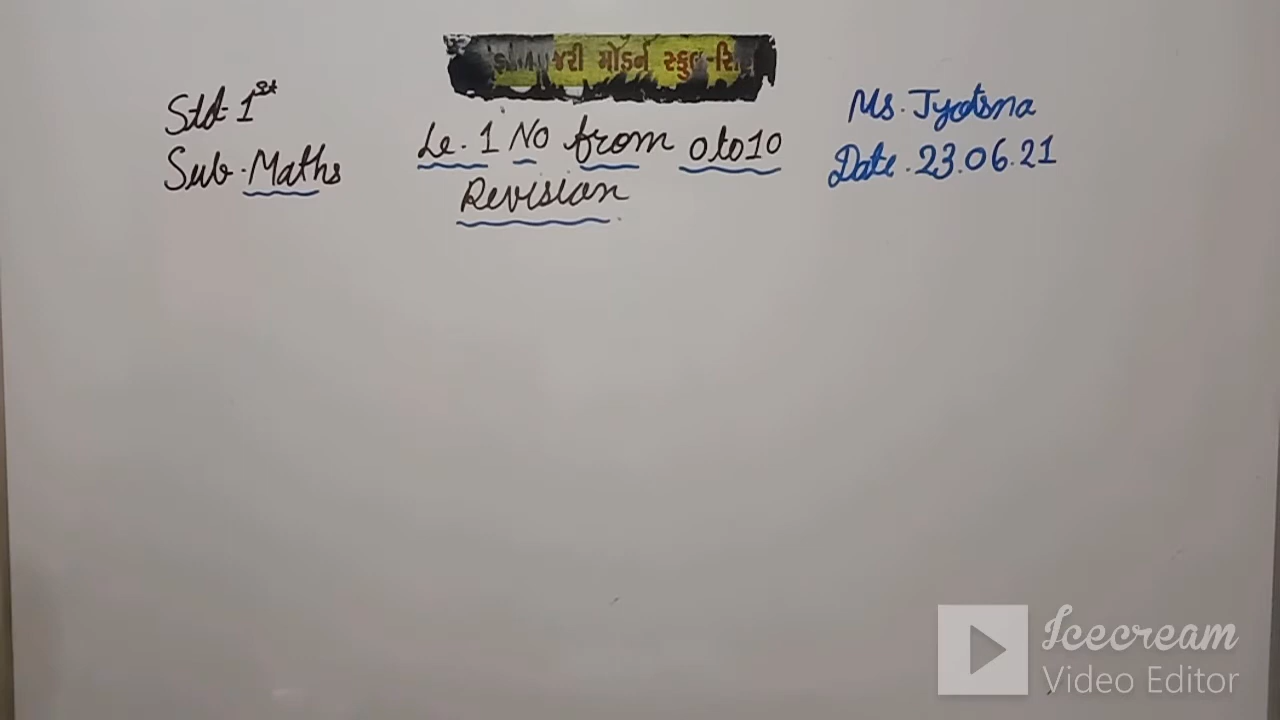 મોડર્ન સ્કુલ
Std-1st
Sub-Maths
Le. 1 No from 0 to 10
Revision
Ms. Jyotsna
Date. 23.06.21
Icecream
Video Editor